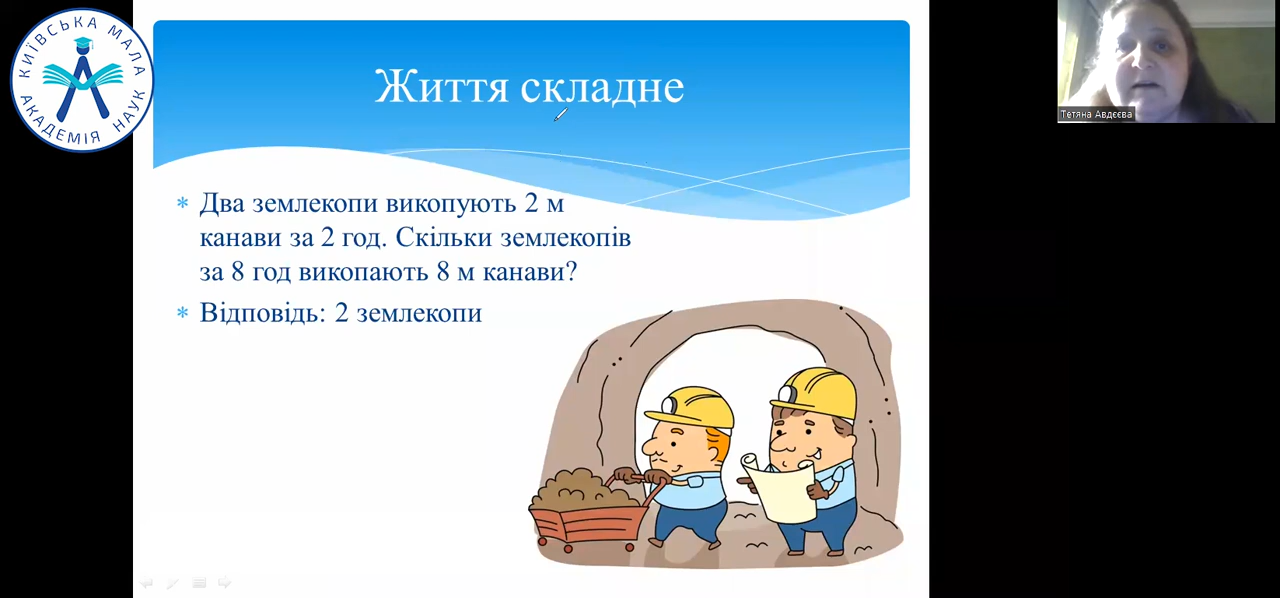 КИЇВСЬКА МАЛА
АКАДЕМІЯ НАУК
Життя складне
Тетяна Авдєєва
* Два землекопи викопують 2 м
канави за 2 год. Скільки землекопів
за 8 год викопають 8 м канави?
* Відповідь: 2 землекопи